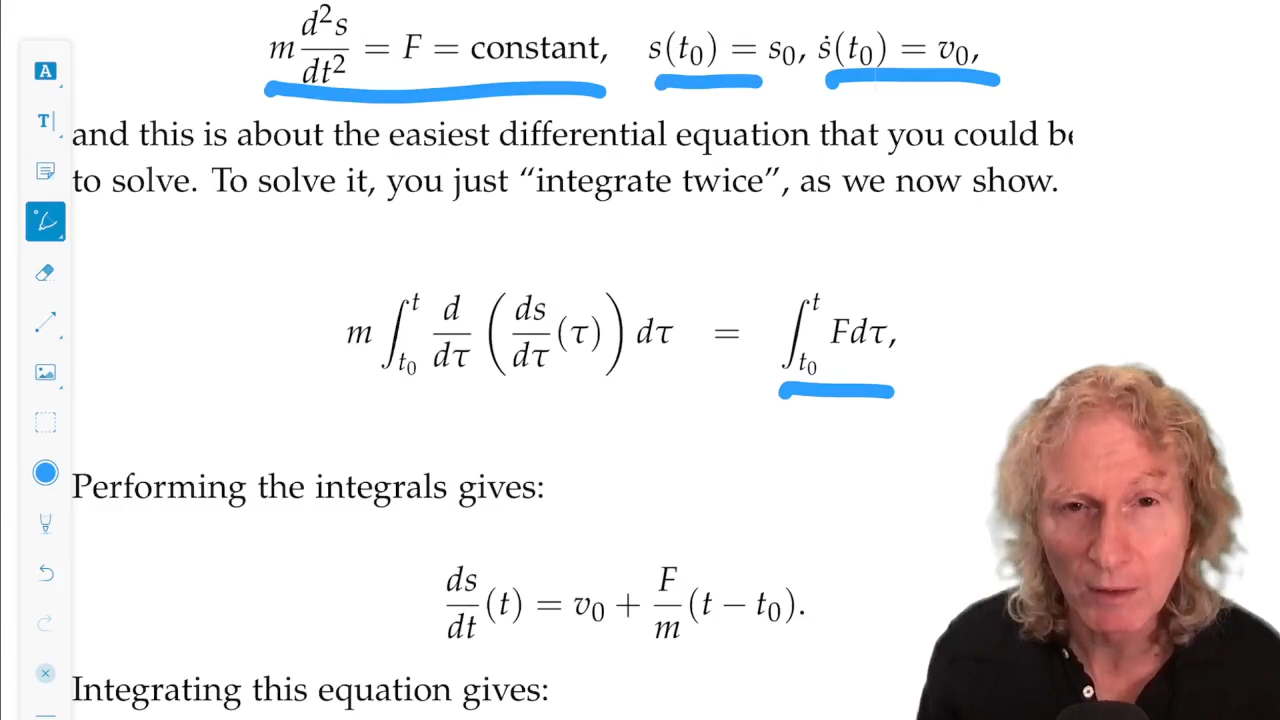 m d²s/dt² = F = constant, s(t₀) = s₀, ṡ(t₀) = v₀,
and this is about the easiest differential equation that you could be
to solve. To solve it, you just “integrate twice”, as we now show.
m ∫_{t₀}^{t} d/dτ (ds/dτ (τ)) dτ = ∫_{t₀}^{t} Fdτ,
Performing the integrals gives:
ds/dt (t) = v₀ + F/m (t − t₀).
Integrating this equation gives:
A
T